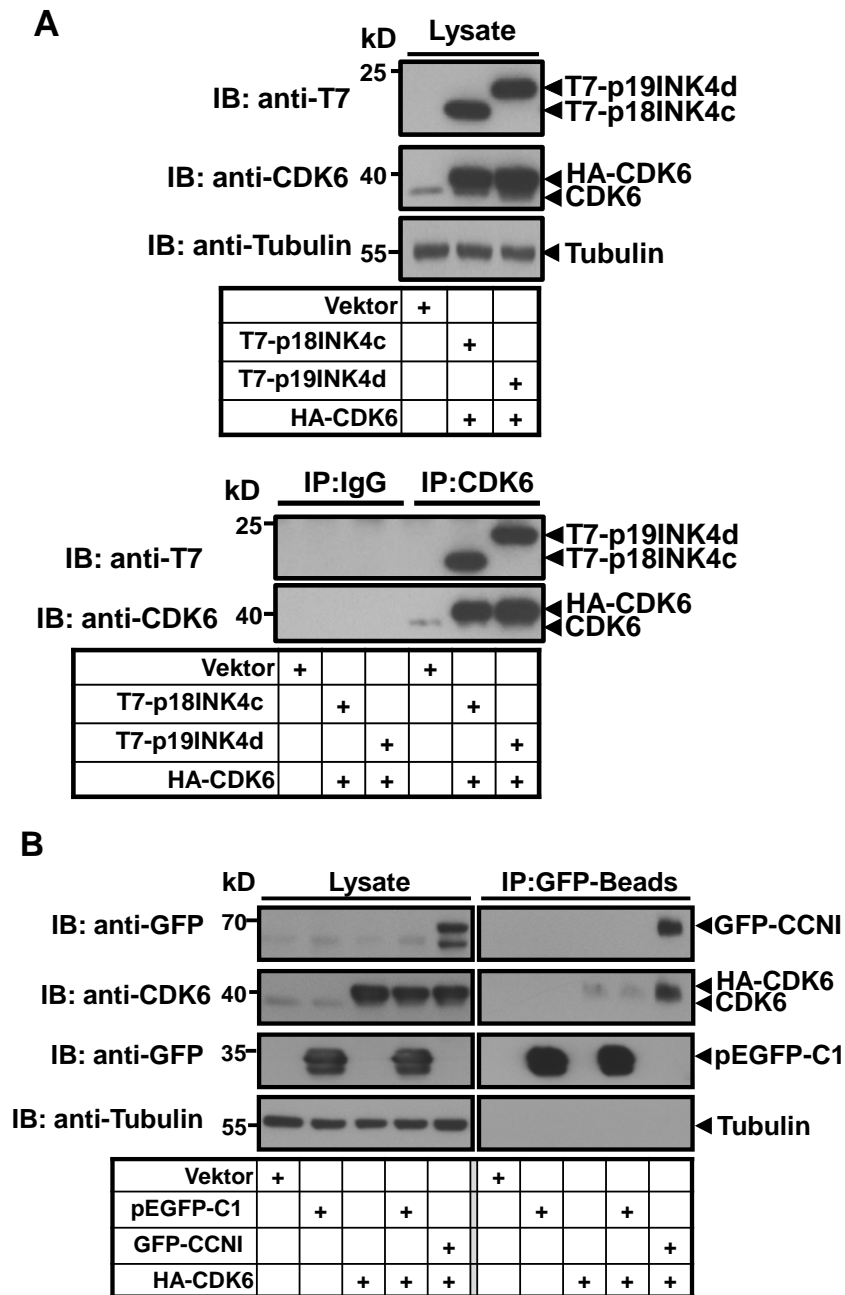 A
kD Lysate
25
IB: anti-T7
T7-p19INK4d
T7-p18INK4c
IB: anti-CDK6 40
HA-CDK6
CDK6
IB: anti-Tubulin 55 Tubulin
Vektor +
T7-p18INK4c +
T7-p19INK4d +
HA-CDK6 + +
kD IP:IgG IP:CDK6
25
IB: anti-T7
T7-p19INK4d
T7-p18INK4c
IB: anti-CDK6 40
HA-CDK6
CDK6
Vektor + +
T7-p18INK4c + +
T7-p19INK4d + +
HA-CDK6 + + + +
B
kD Lysate IP:GFP-Beads
IB: anti-GFP 70 GFP-CCNI
IB: anti-CDK6 40
HA-CDK6
CDK6
IB: anti-GFP 35 pEGFP-C1
IB: anti-Tubulin 55 Tubulin
Vektor + +
pEGFP-C1 + + + +
GFP-CCNI + +
HA-CDK6 + + + + + +